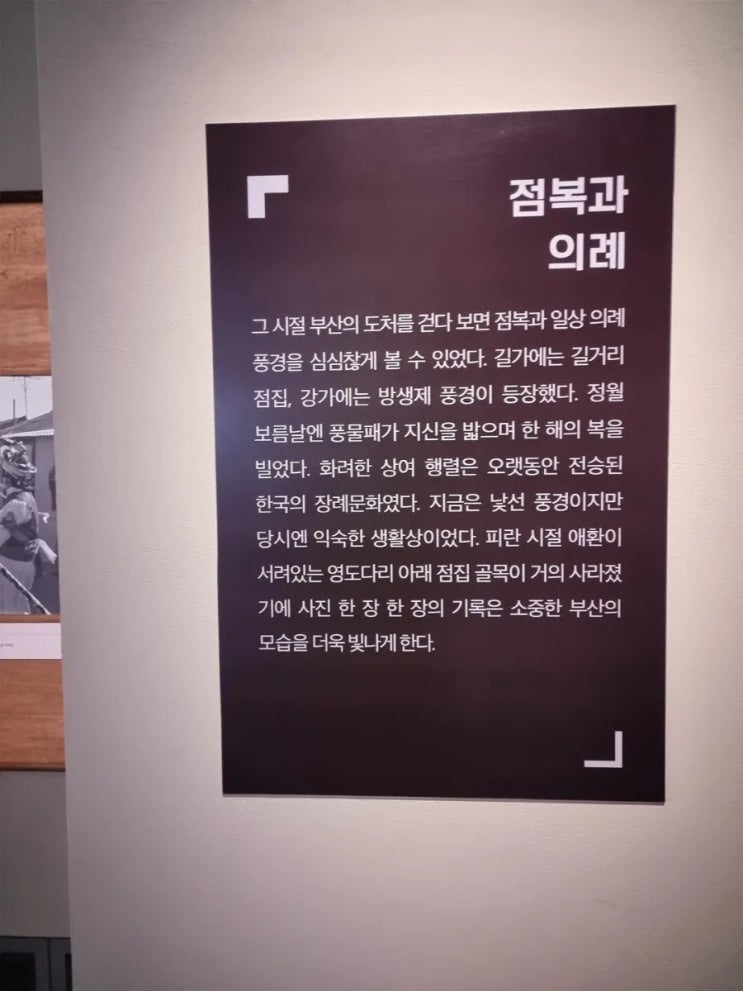 점복과
의례
그 시절 부산의 도처를 걷다 보면 점복과 일상 의례
풍경을 심심찮게 볼 수 있었다. 길가에는 길거리
점집, 강가에는 방생제 풍경이 등장했다. 정월
보름날엔 풍물패가 지신을 밟으며 한 해의 복을
빌었다. 화려한 상여 행렬은 오랫동안 전승된
한국의 장례문화였다. 지금은 낯선 풍경이지만
당시엔 익숙한 생활상이었다. 피란 시절 애환이
서려있는 영도다리 아래 점집 골목이 거의 사라졌
기에 사진 한 장 한 장의 기록은 소중한 부산의
모습을 더욱 빛나게 한다.